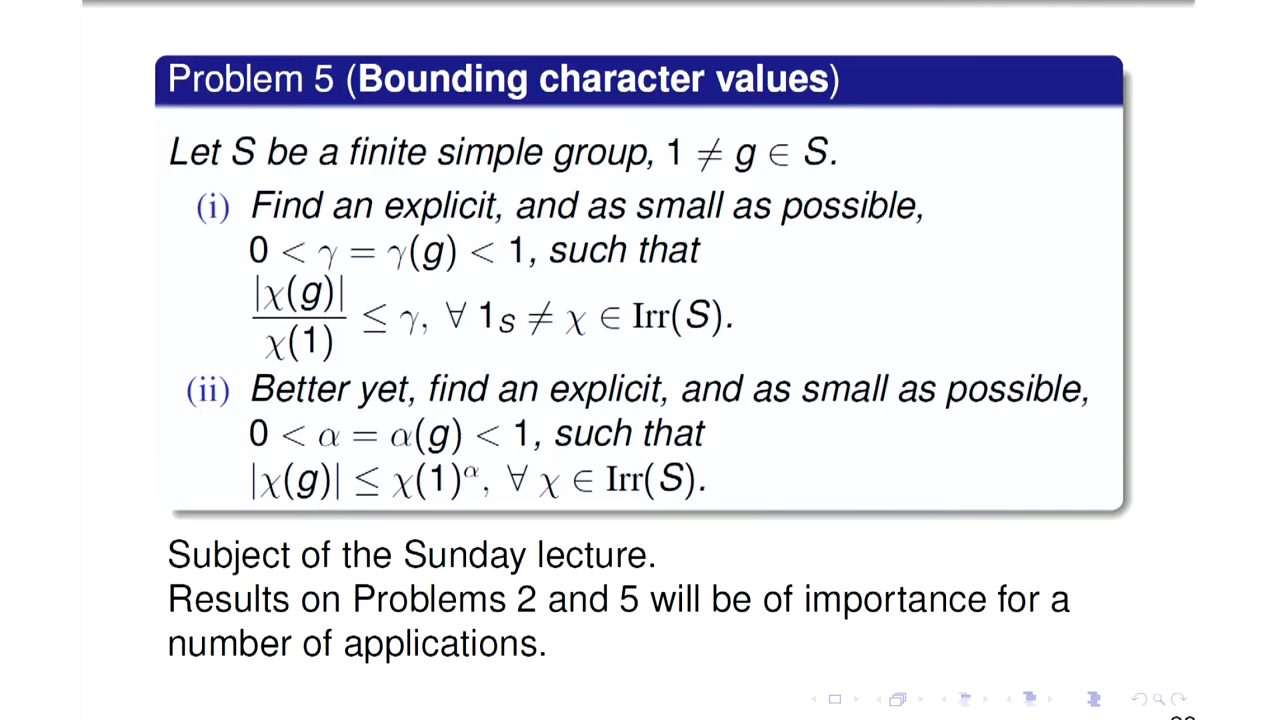 Problem 5 (Bounding character values)
Let S be a finite simple group, 1 ≠ g ∈ S.
(i) Find an explicit, and as small as possible,
0 < γ = γ(g) < 1, such that
|χ(g)|
χ(1) ≤ γ, ∀ 1_S ≠ χ ∈ Irr(S).
(ii) Better yet, find an explicit, and as small as possible,
0 < α = α(g) < 1, such that
|χ(g)| ≤ χ(1)^α, ∀ χ ∈ Irr(S).
Subject of the Sunday lecture.
Results on Problems 2 and 5 will be of importance for a
number of applications.